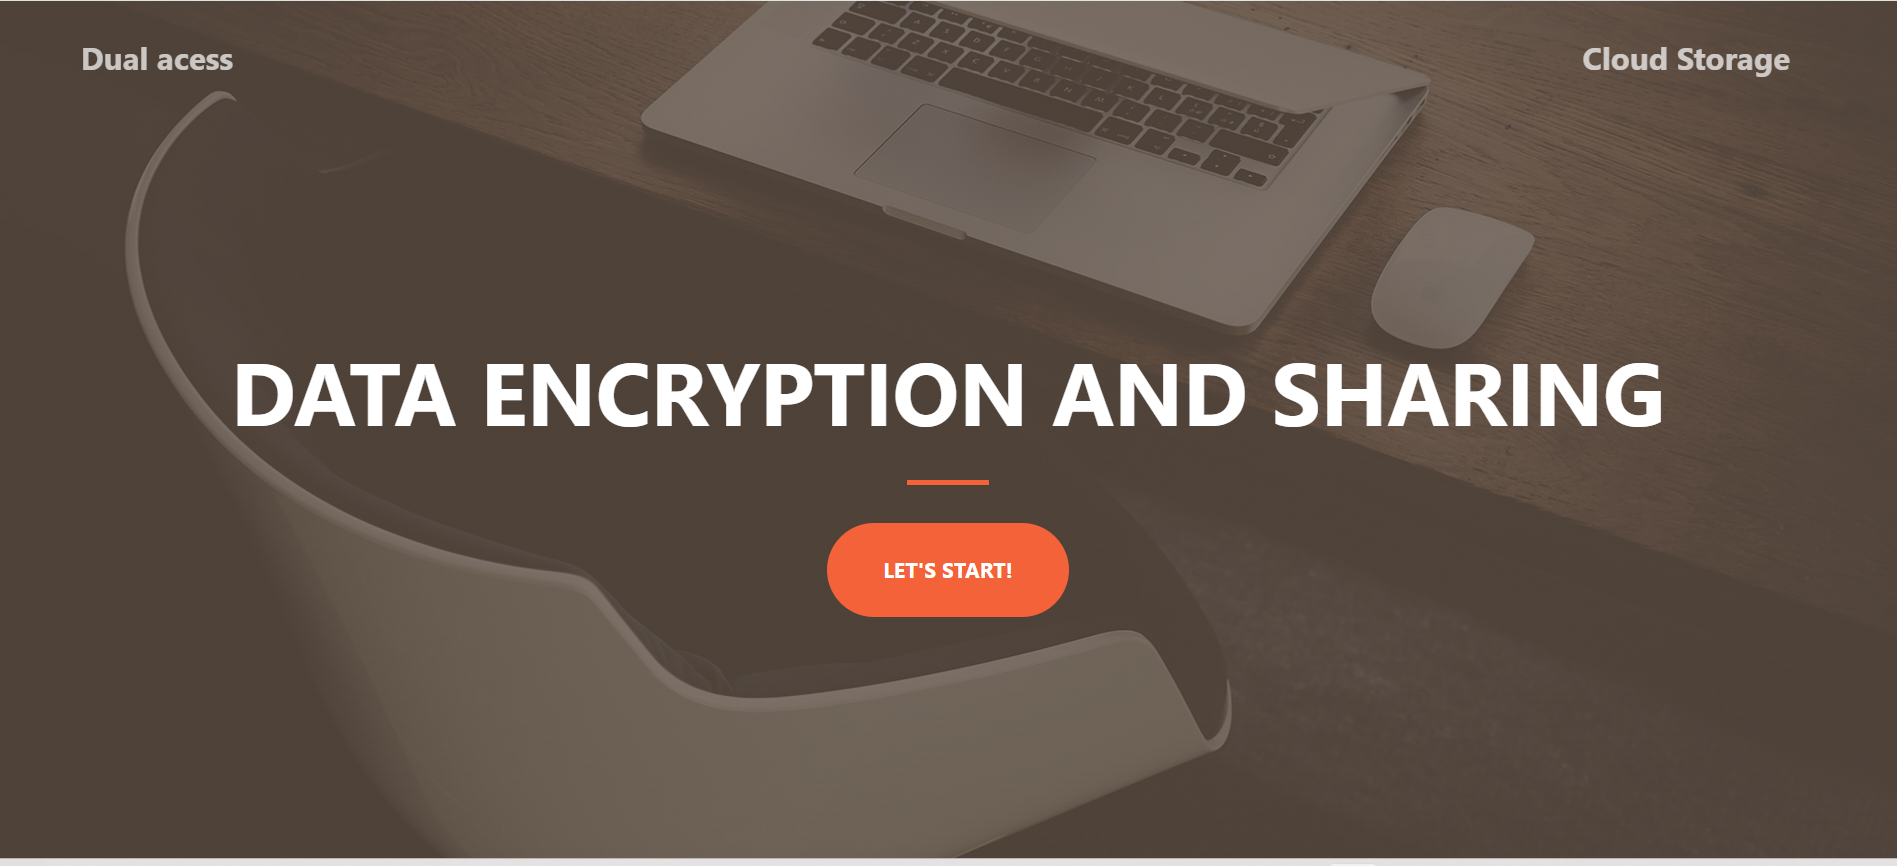 Dual acess
Cloud Storage
DATA ENCRYPTION AND SHARING
LET'S START!